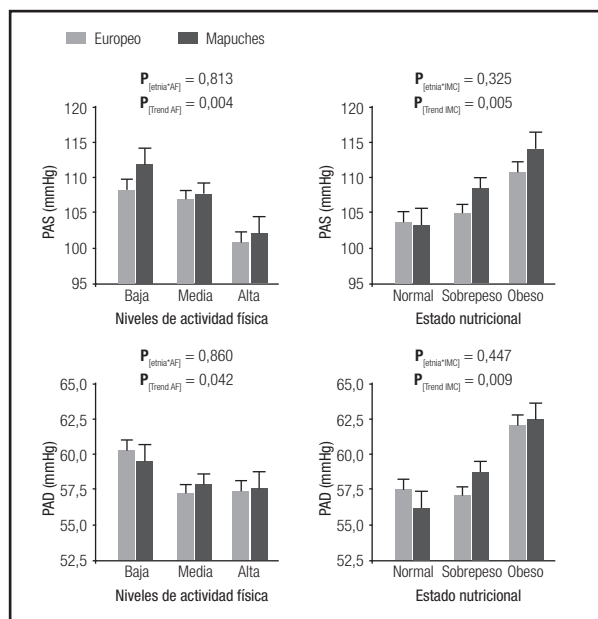 Europeo Mapuches
P[etnia*AF] = 0,813
P[Trend AF] = 0,004
120
115
110
105
100
95
PAS (mmHg)
Baja Media Alta
Niveles de actividad física
P[etnia*IMC] = 0,325
P[Trend IMC] = 0,005
120
115
110
105
100
95
PAS (mmHg)
Normal Sobrepeso Obeso
Estado nutricional
P[etnia*AF] = 0,860
P[Trend AF] = 0,042
65,0
62,5
60,0
57,5
55,0
52,5
PAD (mmHg)
Baja Media Alta
Niveles de actividad física
P[etnia*IMC] = 0,447
P[Trend IMC] = 0,009
65,0
62,5
60,0
57,5
55,0
52,5
PAD (mmHg)
Normal Sobrepeso Obeso
Estado nutricional